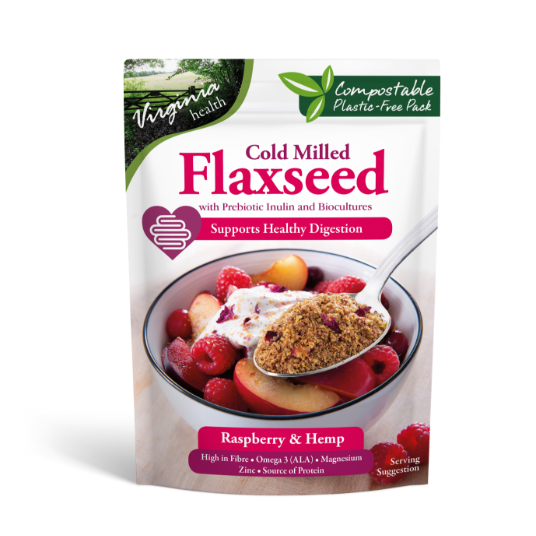 Virginia
health
Compostable
Plastic-Free Pack
Cold Milled
Flaxseed
with Prebiotic Inulin and Biocultures
Supports Healthy Digestion
Raspberry & Hemp
High in Fibre • Omega 3 (ALA) • Magnesium
Zinc • Source of Protein
Serving
Suggestion